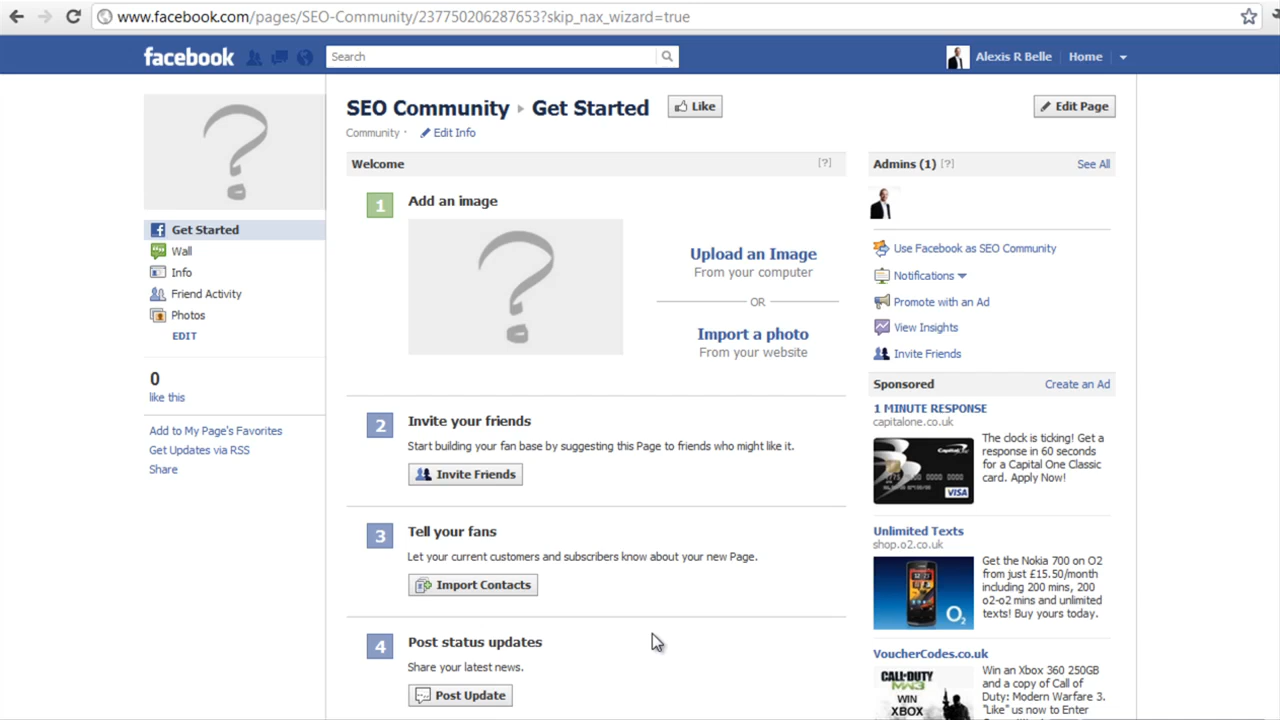 www.facebook.com/pages/SEO-Community/237750206287653?skip_nax_wizard=true
facebook
Search
Alexis R Belle
Home
SEO Community ▸ Get Started
Like
Edit Page
Community ·
Edit Info
Welcome
[?]
1
Add an image
Upload an Image
From your computer
OR
Import a photo
From your website
2
Invite your friends
Start building your fan base by suggesting this Page to friends who might like it.
Invite Friends
3
Tell your fans
Let your current customers and subscribers know about your new Page.
Import Contacts
4
Post status updates
Share your latest news.
Post Update
Get Started
Wall
Info
Friend Activity
Photos
EDIT
0
like this
Add to My Page's Favorites
Get Updates via RSS
Share
Admins (1) [?]
See All
Use Facebook as SEO Community
Notifications
Promote with an Ad
View Insights
Invite Friends
Sponsored
Create an Ad
1 MINUTE RESPONSE
capitalone.co.uk
The clock is ticking! Get a
response in 60 seconds
for a Capital One Classic
card. Apply Now!
VISA
Unlimited Texts
shop.o2.co.uk
Get the Nokia 700 on O2
from just £15.50/month
including 200 mins, 200
o2-o2 mins and unlimited
texts! Buy yours today.
O2
VoucherCodes.co.uk
CALL·DUTY
MW3
WIN
XBOX
Win an Xbox 360 250GB
and a copy of Call of
Duty: Modern Warfare 3.
"Like" us now to Enter